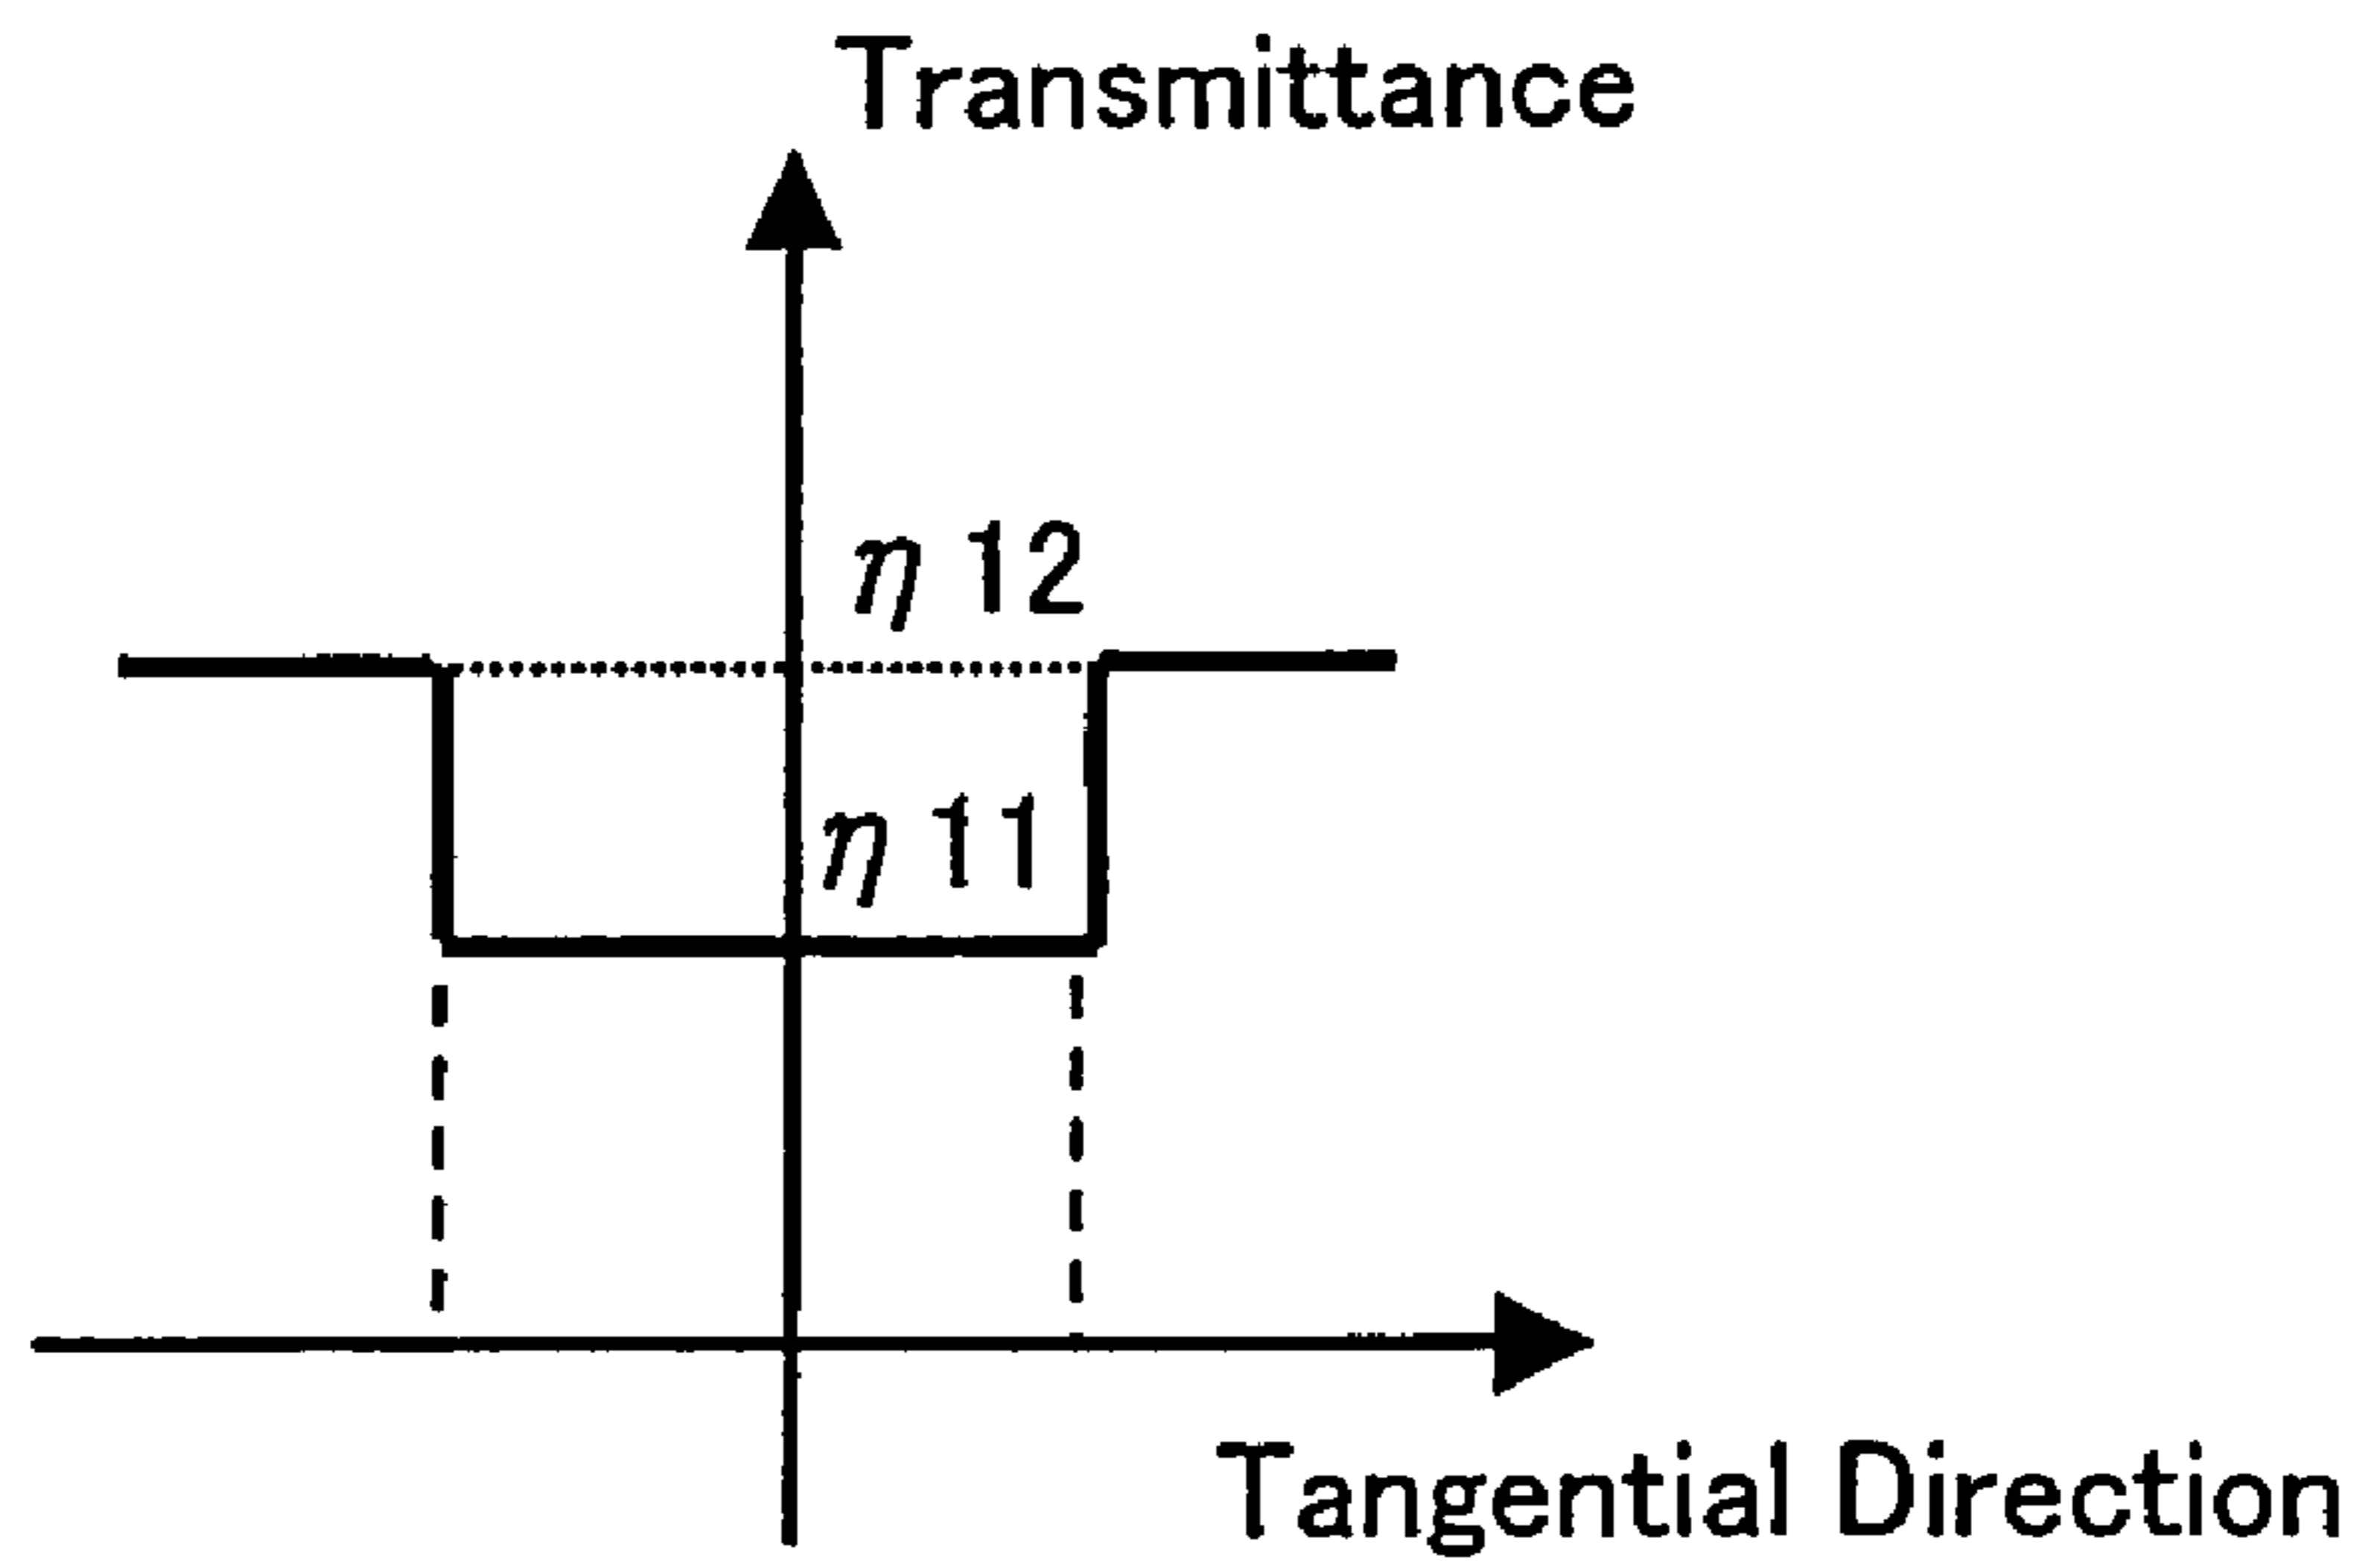 Transmittance
η 12
η 11
Tangential Direction